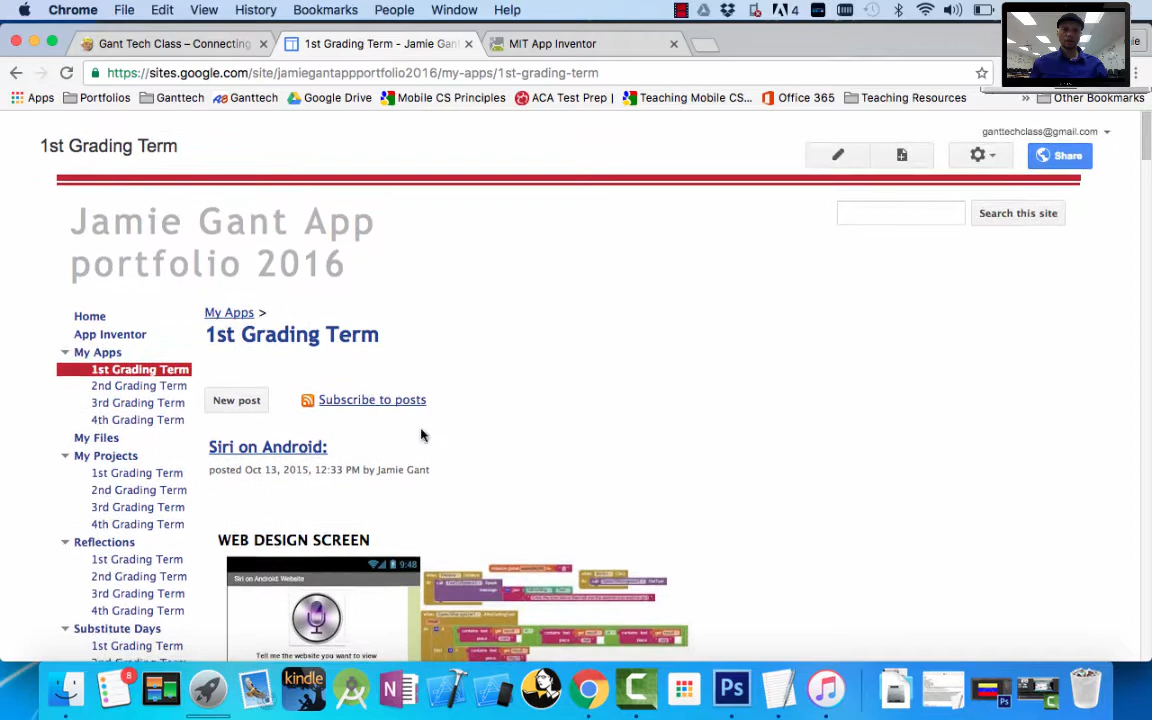 Chrome File Edit View History Bookmarks People Window Help 4
Gant Tech Class – Connecting 1st Grading Term - Jamie Gan MIT App Inventor
https://sites.google.com/site/jamiegantappportfolio2016/my-apps/1st-grading-term
Apps Portfolios Ganttech Ganttech Google Drive Mobile CS Principles ACA Test Prep | Teaching Mobile CS... Office 365 Teaching Resources » Other Bookmarks
ganttechclass@gmail.com
1st Grading Term Share
Jamie Gant App
portfolio 2016
Search this site
Home
App Inventor
My Apps
1st Grading Term
2nd Grading Term
3rd Grading Term
4th Grading Term
My Files
My Projects
1st Grading Term
2nd Grading Term
3rd Grading Term
4th Grading Term
Reflections
1st Grading Term
2nd Grading Term
3rd Grading Term
4th Grading Term
Substitute Days
1st Grading Term
My Apps >
1st Grading Term
New post Subscribe to posts
Siri on Android:
posted Oct 13, 2015, 12:33 PM by Jamie Gant
WEB DESIGN SCREEN
9:48
Siri on Android Website
Tell me the website you want to view
8
kindle
N
C
Ps